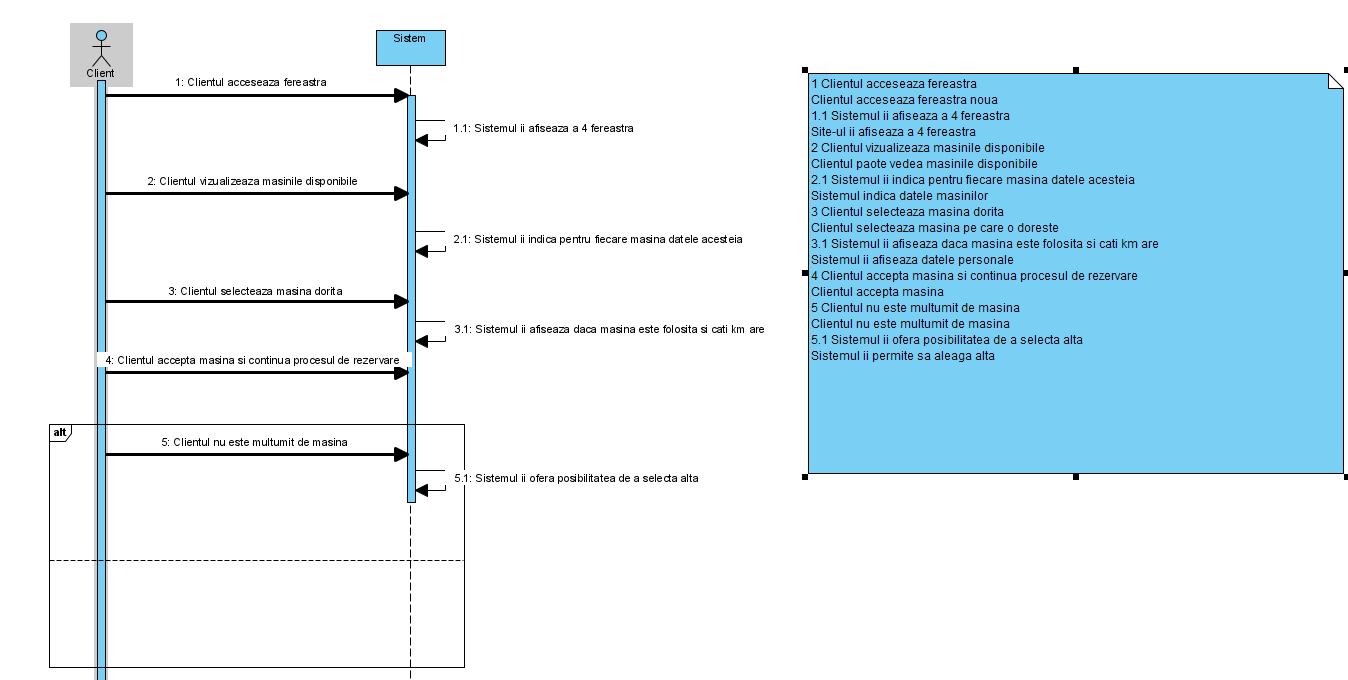 Client
Sistem
1: Clientul acceseaza fereastra
1.1: Sistemul ii afiseaza a 4 fereastra
2: Clientul vizualizeaza masinile disponibile
2.1: Sistemul ii indica pentru fiecare masina datele acesteia
3: Clientul selecteaza masina dorita
3.1: Sistemul ii afiseaza daca masina este folosita si cati km are
4: Clientul accepta masina si continua procesul de rezervare
alt
5: Clientul nu este multumit de masina
5.1: Sistemul ii ofera posibilitatea de a selecta alta
1 Clientul acceseaza fereastra
Clientul acceseaza fereastra noua
1.1 Sistemul ii afiseaza a 4 fereastra
Site-ul ii afiseaza a 4 fereastra
2 Clientul vizualizeaza masinile disponibile
Clientul paote vedea masinile disponibile
2.1 Sistemul ii indica pentru fiecare masina datele acesteia
Sistemul indica datele masinilor
3 Clientul selecteaza masina dorita
Clientul selecteaza masina pe care o doreste
3.1 Sistemul ii afiseaza daca masina este folosita si cati km are
Sistemul ii afiseaza datele personale
4 Clientul accepta masina si continua procesul de rezervare
Clientul accepta masina
5 Clientul nu este multumit de masina
Clientul nu este multumit de masina
5.1 Sistemul ii ofera posibilitatea de a selecta alta
Sistemul ii permite sa aleaga alta